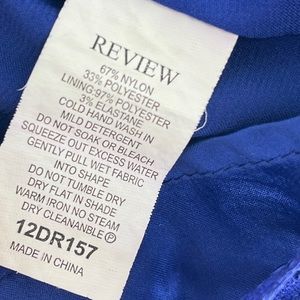 REVIEW
67% NYLON
33% POLYESTER
LINING:97% POLYESTER
3% ELASTANE
COLD HAND WASH IN
MILD DETERGENT
DO NOT SOAK OR BLEACH
SQUEEZE OUT EXCESS WATER
GENTLY PULL WET FABRIC
INTO SHAPE
DO NOT TUMBLE DRY
DRY FLAT IN SHADE
WARM IRON NO STEAM
DRY CLEANANBLE Ⓟ
12DR157
MADE IN CHINA